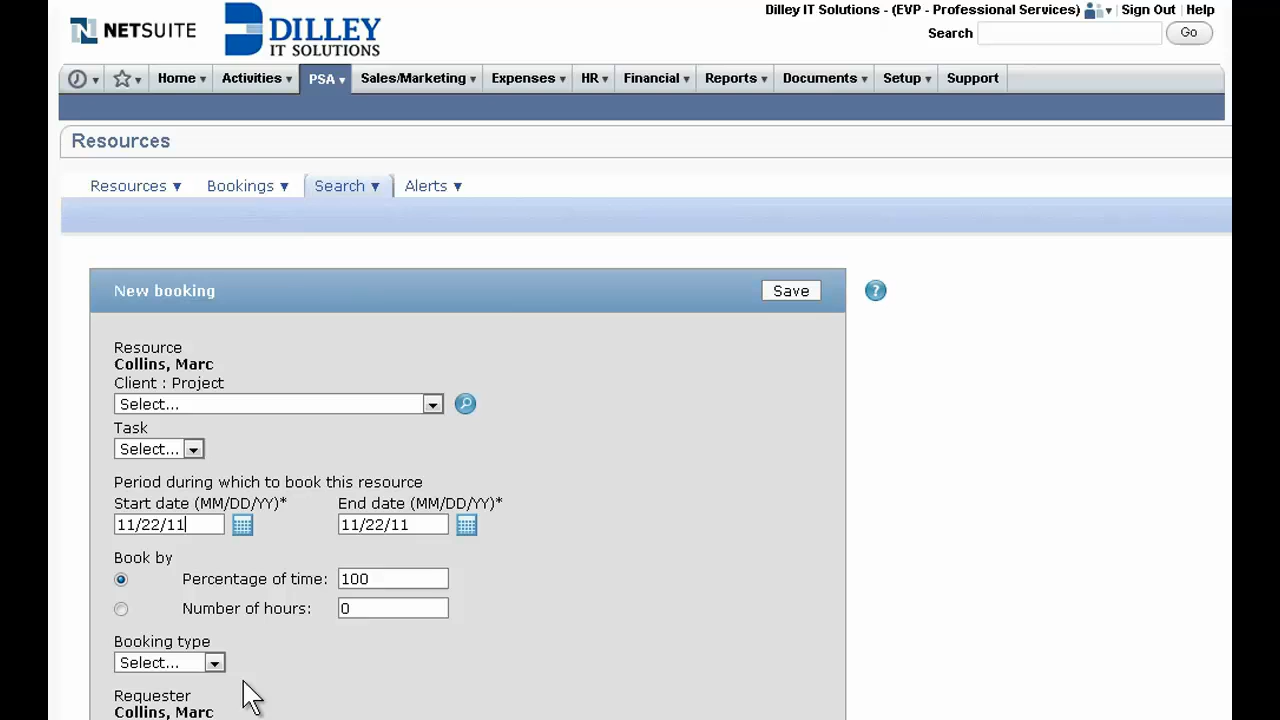 NETSUITE
DILLEY
IT SOLUTIONS
Dilley IT Solutions - (EVP - Professional Services) Sign Out Help
Search Go
Home Activities PSA Sales/Marketing Expenses HR Financial Reports Documents Setup Support
Resources
Resources Bookings Search Alerts
New booking Save
?
Resource
Collins, Marc
Client : Project
Select...
Task
Select...
Period during which to book this resource
Start date (MM/DD/YY)* End date (MM/DD/YY)*
11/22/11 11/22/11
Book by
Percentage of time: 100
Number of hours: 0
Booking type
Select...
Requester
Collins, Marc